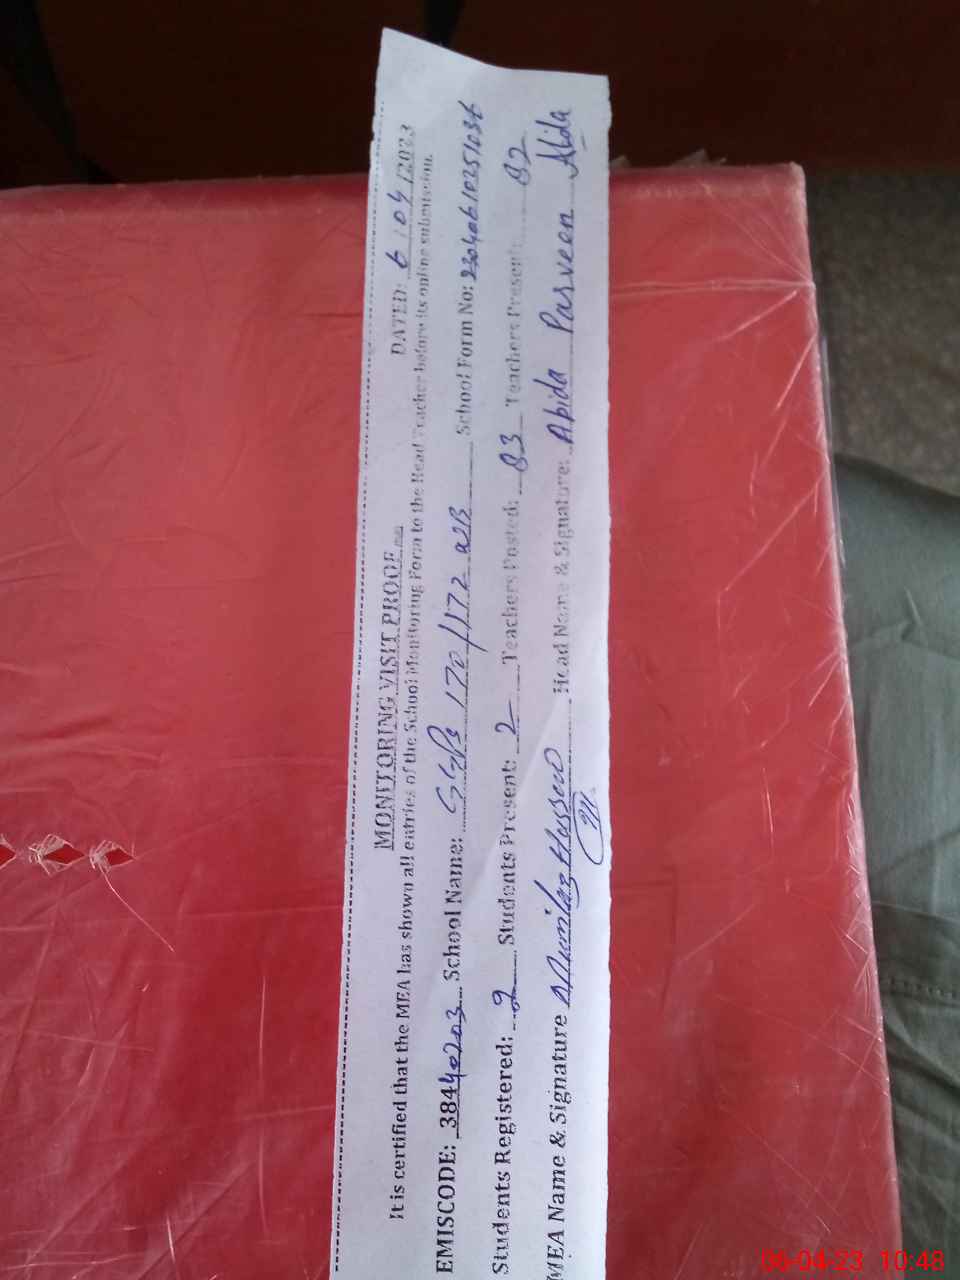 MONITORING VISIT PROOF
DATED: 6/04/2023
It is certified that the MEA has shown all entries of the School Monitoring Form to the Head Teacher before its online submission.
EMISCODE: 38440203 School Name: GGPS 170/172 School Form No:
Students Registered: 2 Students Present: 2 Teachers Posted: 03 Teachers Present: 02
MEA Name & Signature Mumtaz Hussain Head Name & Signature: Abida Parveen Abida
06-04-23 10:48